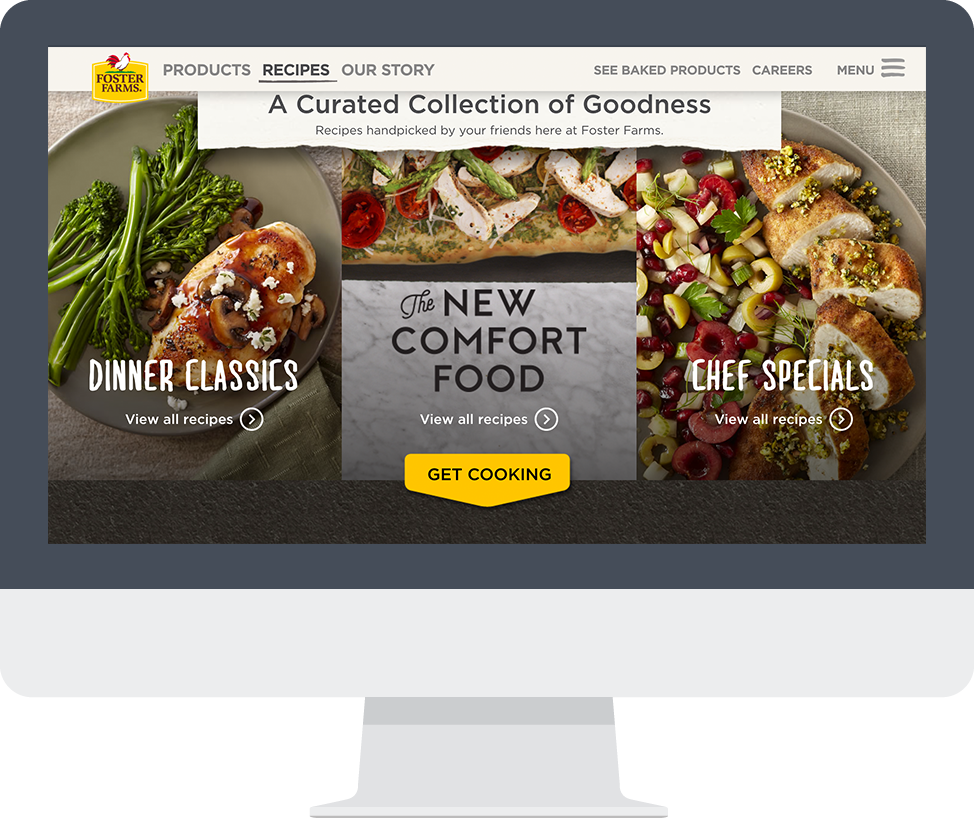 FOSTER
FARMS.
PRODUCTS RECIPES OUR STORY SEE BAKED PRODUCTS CAREERS MENU
A Curated Collection of Goodness
Recipes handpicked by your friends here at Foster Farms.
DINNER CLASSICS
View all recipes
The NEW
COMFORT
FOOD
View all recipes
CHEF SPECIALS
View all recipes
GET COOKING